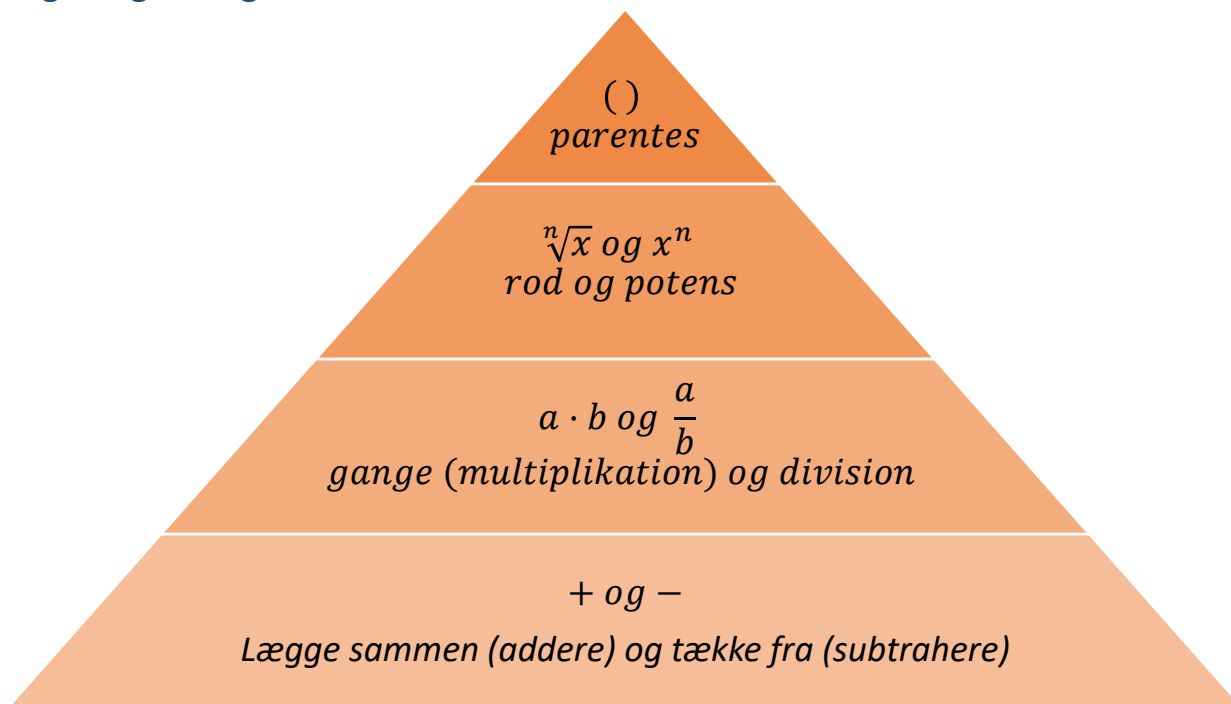 ( )
parentes
ⁿ√x og xⁿ
rod og potens
a · b og a/b
gange (multiplikation) og division
+ og −
Lægge sammen (addere) og tække fra (subtrahere)